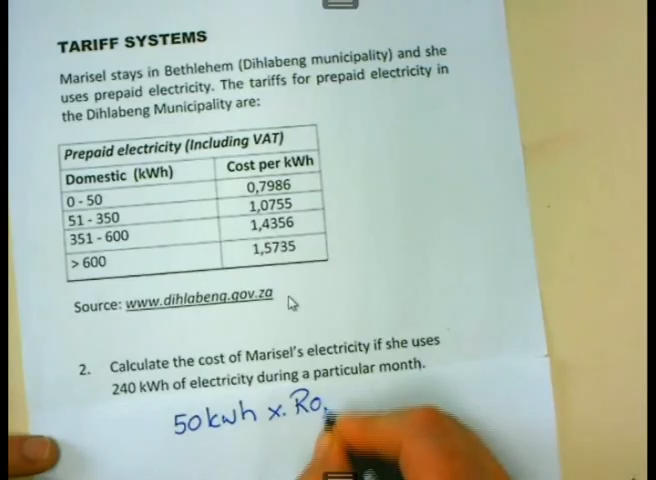 TARIFF SYSTEMS
Marisel stays in Bethlehem (Dihlabeng municipality) and she
uses prepaid electricity. The tariffs for prepaid electricity in
the Dihlabeng Municipality are:
Prepaid electricity (Including VAT)
Domestic (kWh) Cost per kWh
0 - 50 0,7986
51 - 350 1,0755
351 - 600 1,4356
> 600 1,5735
Source: www.dihlabeng.gov.za
2. Calculate the cost of Marisel's electricity if she uses
240 kWh of electricity during a particular month.
50kwh x. R0,